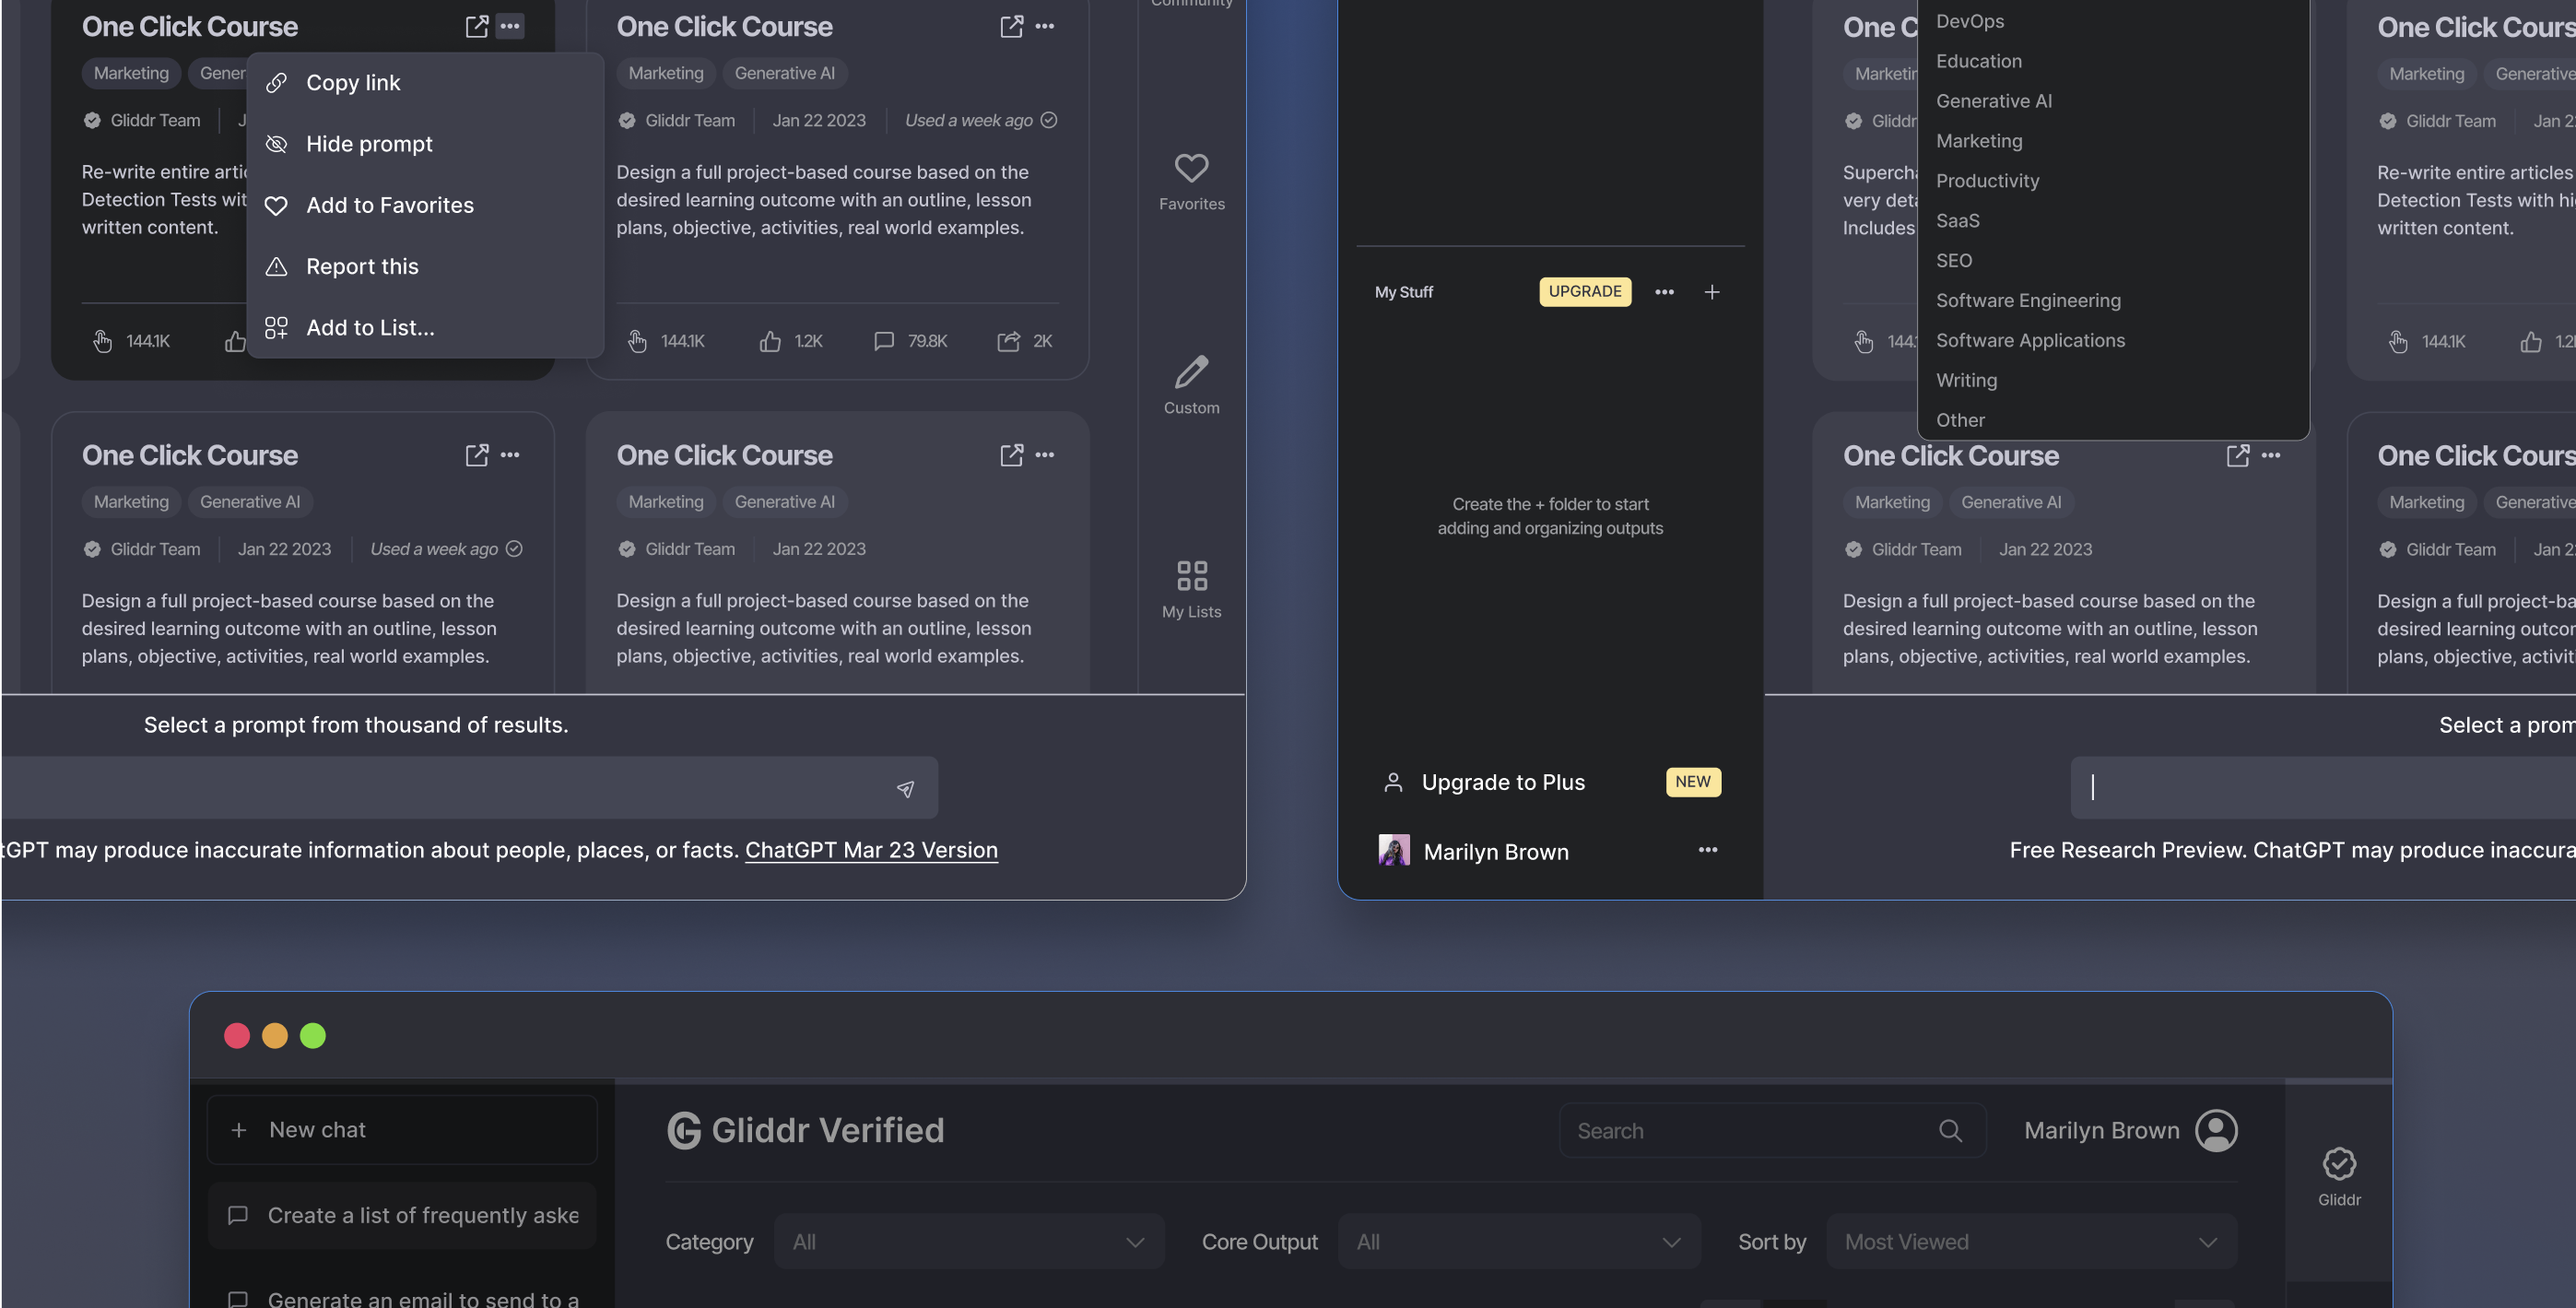 Community
One Click Course
Marketing
Copy link
Hide prompt
Add to Favorites
Report this
Add to List...
Gliddr Team
Re-write entire
Detection Tests
written content.
144.1K
One Click Course
Marketing Generative AI
Gliddr Team Jan 22 2023 Used a week ago
Design a full project-based course based on the
desired learning outcome with an outline, lesson
plans, objective, activities, real world examples.
144.1K 1.2K 79.8K 2K
Favorites
Custom
My Lists
One Click Course
Marketing Generative AI
Gliddr Team Jan 22 2023 Used a week ago
Design a full project-based course based on the
desired learning outcome with an outline, lesson
plans, objective, activities, real world examples.
One Click Course
Marketing Generative AI
Gliddr Team Jan 22 2023
Design a full project-based course based on the
desired learning outcome with an outline, lesson
plans, objective, activities, real world examples.
Select a prompt from thousand of results.
tGPT may produce inaccurate information about people, places, or facts. ChatGPT Mar 23 Version
My Stuff UPGRADE
Create the + folder to start
adding and organizing outputs
Upgrade to Plus NEW
Marilyn Brown
DevOps
Education
Generative AI
Marketing
Productivity
SaaS
SEO
Software Engineering
Software Applications
Writing
Other
One C
Gliddr
very
Includes
One Click Cours
Marketing Generative
Gliddr Team Jan
Re-write entire articles
Detection Tests with
written content.
144.1K
One Click Course
Marketing Generative AI
Gliddr Team Jan 22 2023
Design a full project-based course based on the
desired learning outcome with an outline, lesson
plans, objective, activities, real world examples.
One Click Cours
Marketing Generative
Gliddr Team Jan
Design a full project-ba
desired learning outcom
plans, objective, activit
Select a prom
Free Research Preview. ChatGPT may produce inaccura
New chat
Create a list of frequently aske
Generate an email to send to a
Gliddr Verified
Search
Marilyn Brown
Category All
Core Output All
Sort by Most Viewed
Gliddr